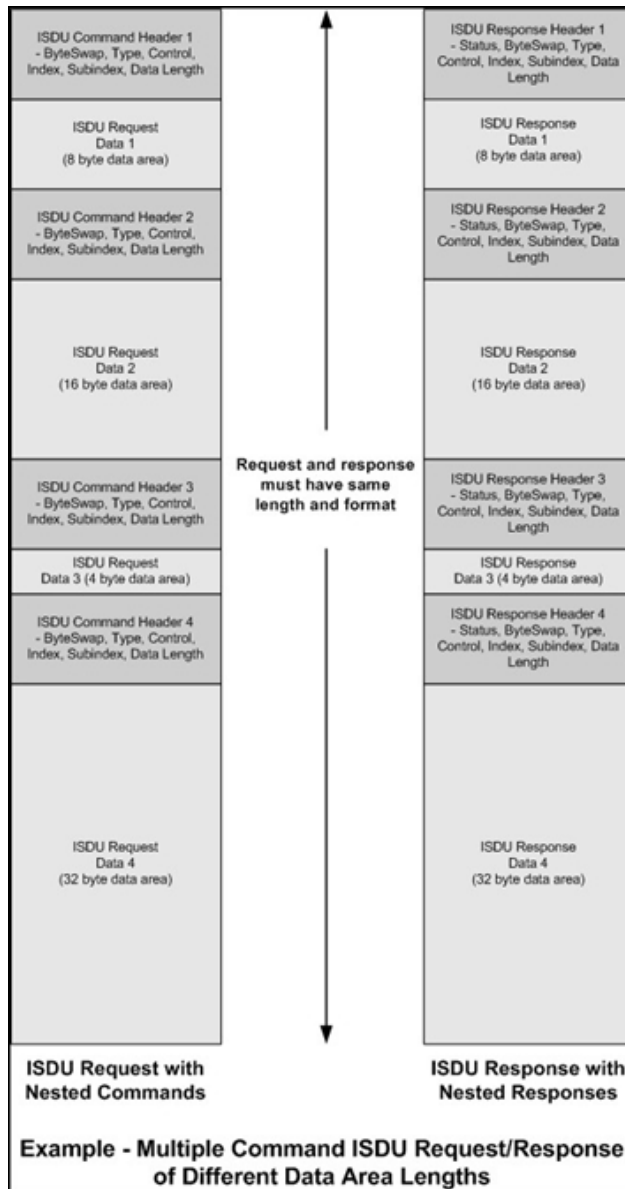 ISDU Command Header 1
- ByteSwap, Type, Control,
Index, Subindex, Data Length
ISDU Request
Data 1
(8 byte data area)
ISDU Command Header 2
- ByteSwap, Type, Control,
Index, Subindex, Data Length
ISDU Request
Data 2
(16 byte data area)
ISDU Command Header 3
- ByteSwap, Type, Control,
Index, Subindex, Data Length
ISDU Request
Data 3 (4 byte data area)
ISDU Command Header 4
- ByteSwap, Type, Control,
Index, Subindex, Data Length
ISDU Request
Data 4
(32 byte data area)
ISDU Request with
Nested Commands
Request and response
must have same
length and format
ISDU Response Header 1
- Status, ByteSwap, Type,
Control, Index, Subindex, Data
Length
ISDU Response
Data 1
(8 byte data area)
ISDU Response Header 2
- Status, ByteSwap, Type,
Control, Index, Subindex, Data
Length
ISDU Response
Data 2
(16 byte data area)
ISDU Response Header 3
- Status, ByteSwap, Type,
Control, Index, Subindex, Data
Length
ISDU Response
Data 3 (4 byte data area)
ISDU Response Header 4
- Status, ByteSwap, Type,
Control, Index, Subindex, Data
Length
ISDU Response
Data 4
(32 byte data area)
ISDU Response with
Nested Responses
Example - Multiple Command ISDU Request/Response
of Different Data Area Lengths